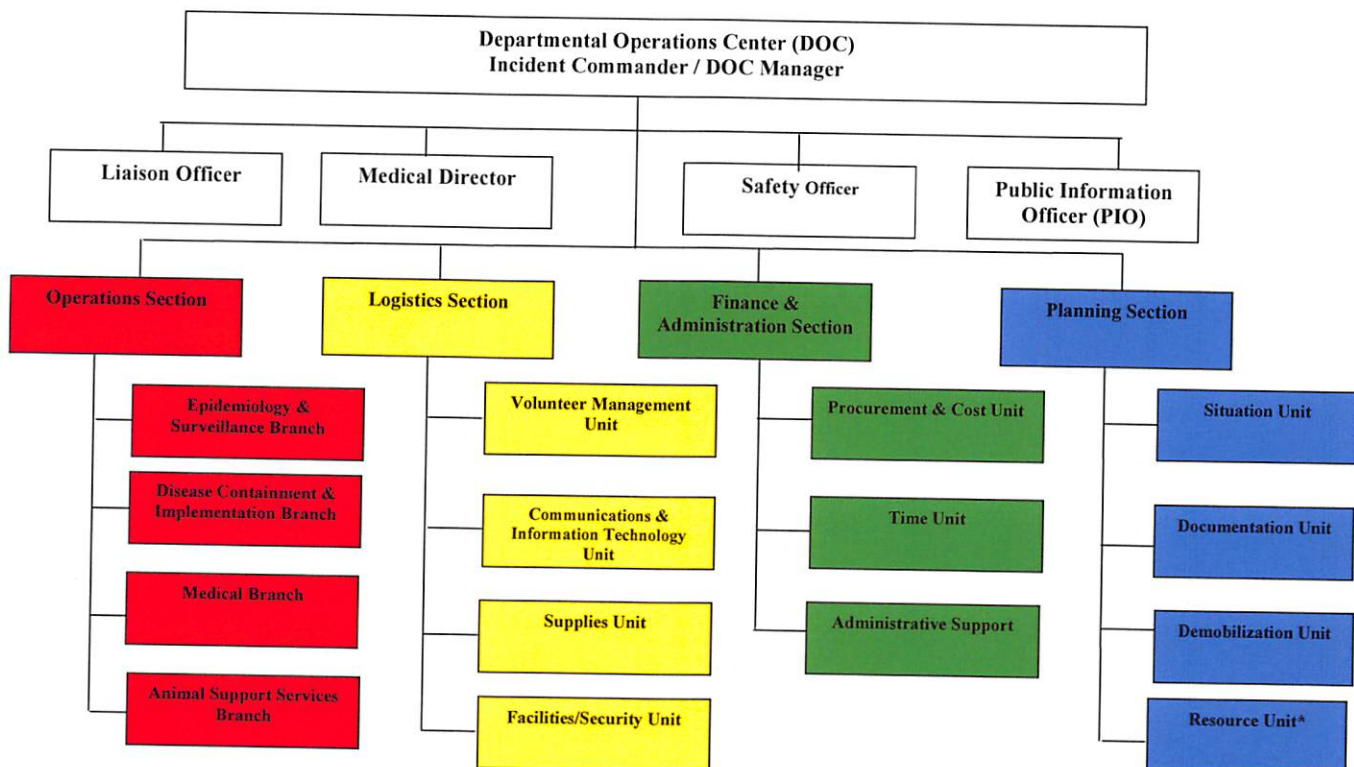 Departmental Operations Center (DOC)
Incident Commander / DOC Manager
Liaison Officer
Medical Director
Safety Officer
Public Information
Officer (PIO)
Operations Section
Logistics Section
Finance &
Administration Section
Planning Section
Epidemiology &
Surveillance Branch
Disease Containment &
Implementation Branch
Medical Branch
Animal Support Services
Branch
Volunteer Management
Unit
Communications &
Information Technology
Unit
Supplies Unit
Facilities/Security Unit
Procurement & Cost Unit
Time Unit
Administrative Support
Situation Unit
Documentation Unit
Demobilization Unit
Resource Unit*